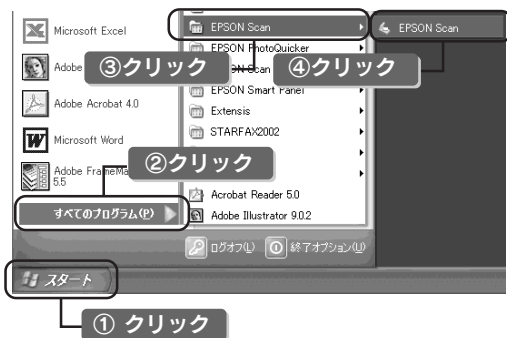 Microsoft Excel
Adobe
Adobe Acrobat 4.0
Microsoft Word
Adobe FrameMa
5.5
すべてのプログラム(P)
EPSON Scan
EPSON PhotoQuicker
Scan
EPSON Smart Panel
Extensis
STARFAX2002
Acrobat Reader 5.0
Adobe Illustrator 9.0.2
EPSON Scan
③クリック
④クリック
②クリック
ログオフ(L)
終了オプション(U)
スタート
① クリック